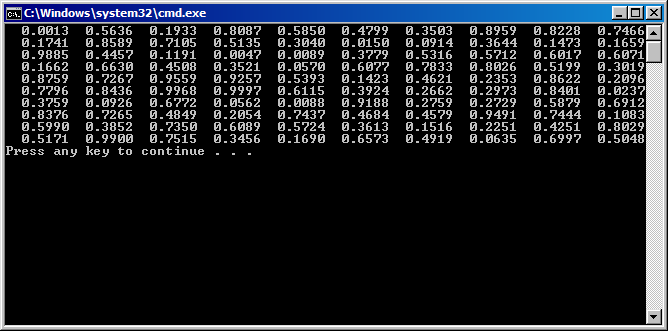 C:\Windows\system32\cmd.exe
0.0013 0.5636 0.1933 0.8087 0.5850 0.4799 0.3503 0.8959 0.8228 0.7466
0.1741 0.8589 0.7105 0.5135 0.3040 0.0150 0.0914 0.3644 0.1473 0.1659
0.9885 0.4457 0.1191 0.0047 0.0089 0.3779 0.5316 0.5712 0.6017 0.6071
0.1662 0.6630 0.4508 0.3521 0.0570 0.6077 0.7833 0.8026 0.5199 0.3019
0.8759 0.7267 0.9559 0.9257 0.5393 0.1423 0.4621 0.2353 0.8622 0.2096
0.7796 0.8436 0.9968 0.9997 0.6115 0.3924 0.2662 0.2973 0.8401 0.0237
0.3759 0.0926 0.6772 0.0562 0.0088 0.9188 0.2759 0.2729 0.5879 0.6912
0.8376 0.7265 0.4849 0.2054 0.7437 0.4684 0.4579 0.9491 0.7444 0.1083
0.5990 0.3852 0.7350 0.6089 0.5724 0.3613 0.1516 0.2251 0.4251 0.8029
0.5171 0.9900 0.7515 0.3456 0.1690 0.6573 0.4919 0.0635 0.6997 0.5048
Press any key to continue . . .